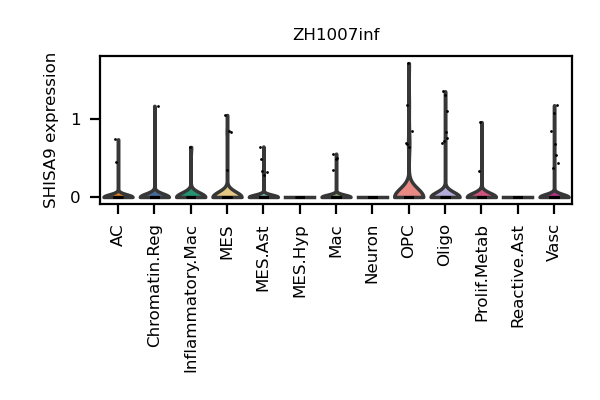 ZH1007inf
SHISA9 expression
1
0
AC
Chromatin.Reg
Inflammatory.Mac
MES
MES.Ast
MES.Hyp
Mac
Neuron
OPC
Oligo
Prolif.Metab
Reactive.Ast
Vasc